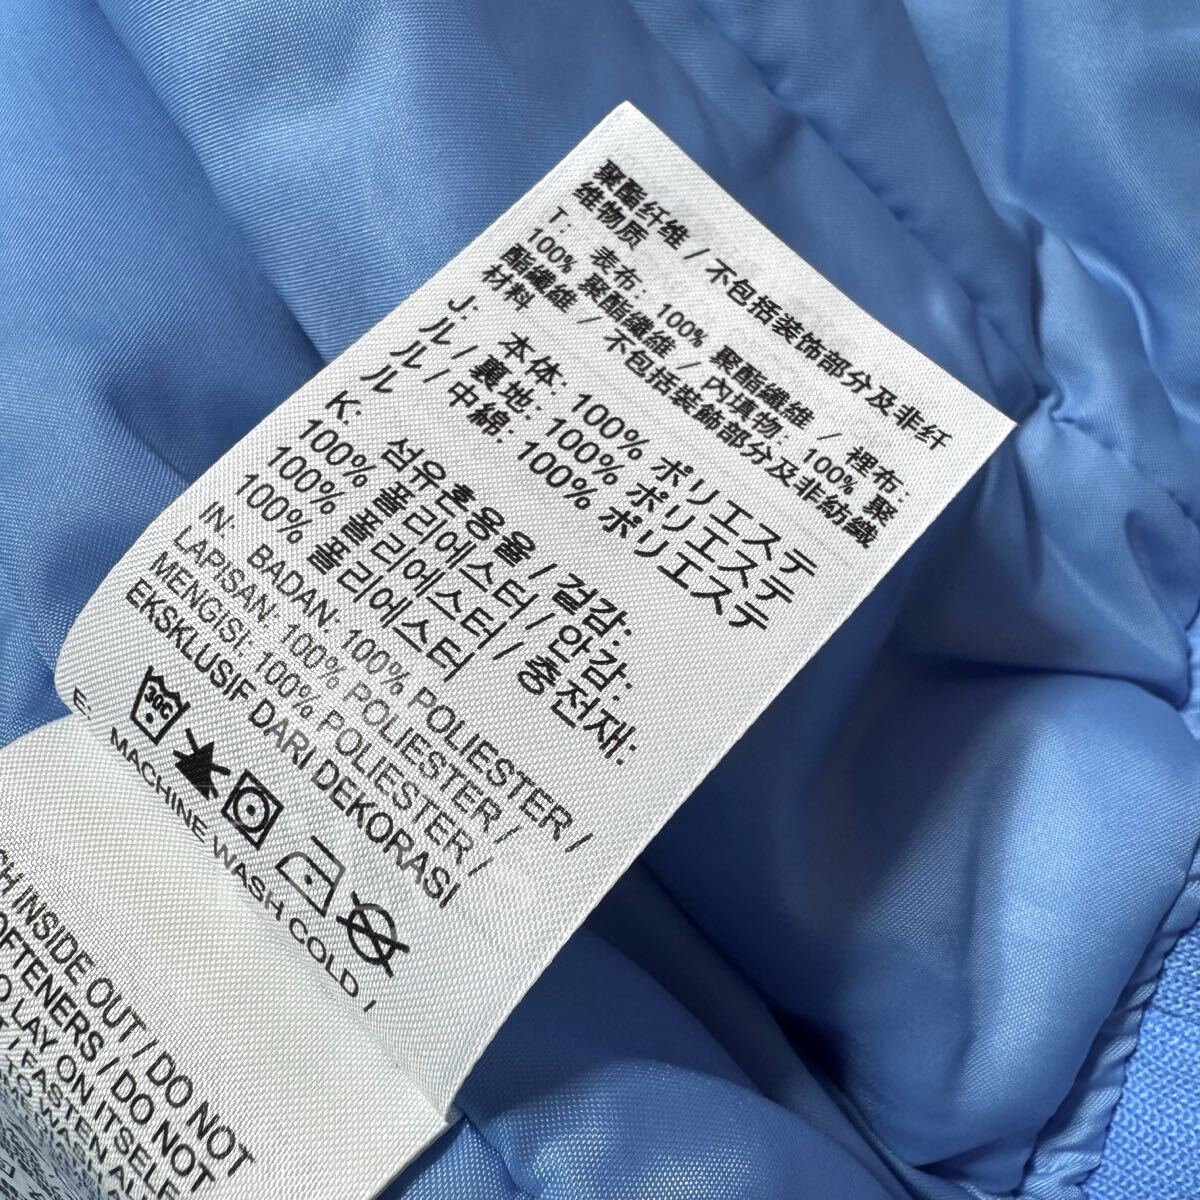 聚酯纤维 / 不包括装饰部分及非纤
维物质
T: 表布: 100% 聚酯纖維 / 裡布:
100% 聚酯纖維 / 內填物: 100% 聚
酯纖維 / 不包括裝飾部分及非紡織
材料
J: 本体: 100% ポリエステ
ル / 裏地: 100% ポリエステ
ル / 中綿: 100% ポリエステ
ル
K: 섬유혼용율 / 겉감:
100% 폴리에스터 / 안감:
100% 폴리에스터 / 충전재:
100% 폴리에스터
IN: BADAN: 100% POLIESTER /
LAPISAN: 100% POLIESTER /
MENGISI: 100% POLIESTER /
EKSKLUSIF DARI DEKORASI
30C
E: MACHINE WASH COLD /
INSIDE OUT / DO NOT
/ DO NOT
LAY ON ITSELF
/ FASTEN